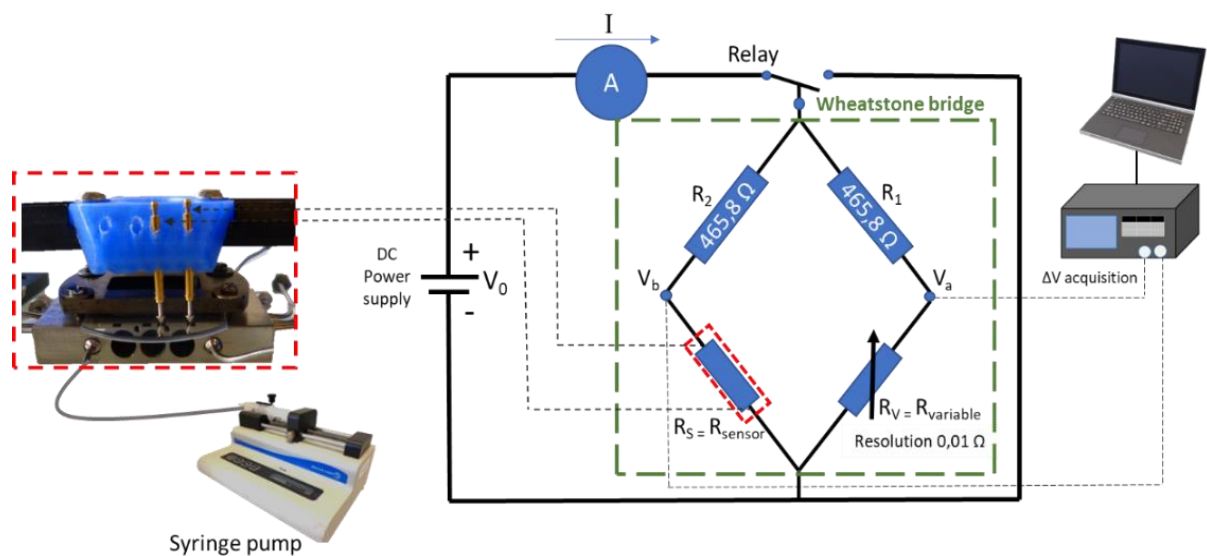 I
A
Relay
Wheatstone bridge
R2
465,8 Ω
R1
465,8 Ω
DC
Power
supply
+
V0
-
Vb
Va
ΔV acquisition
RS = Rsensor
RV = Rvariable
Resolution 0,01 Ω
Syringe pump